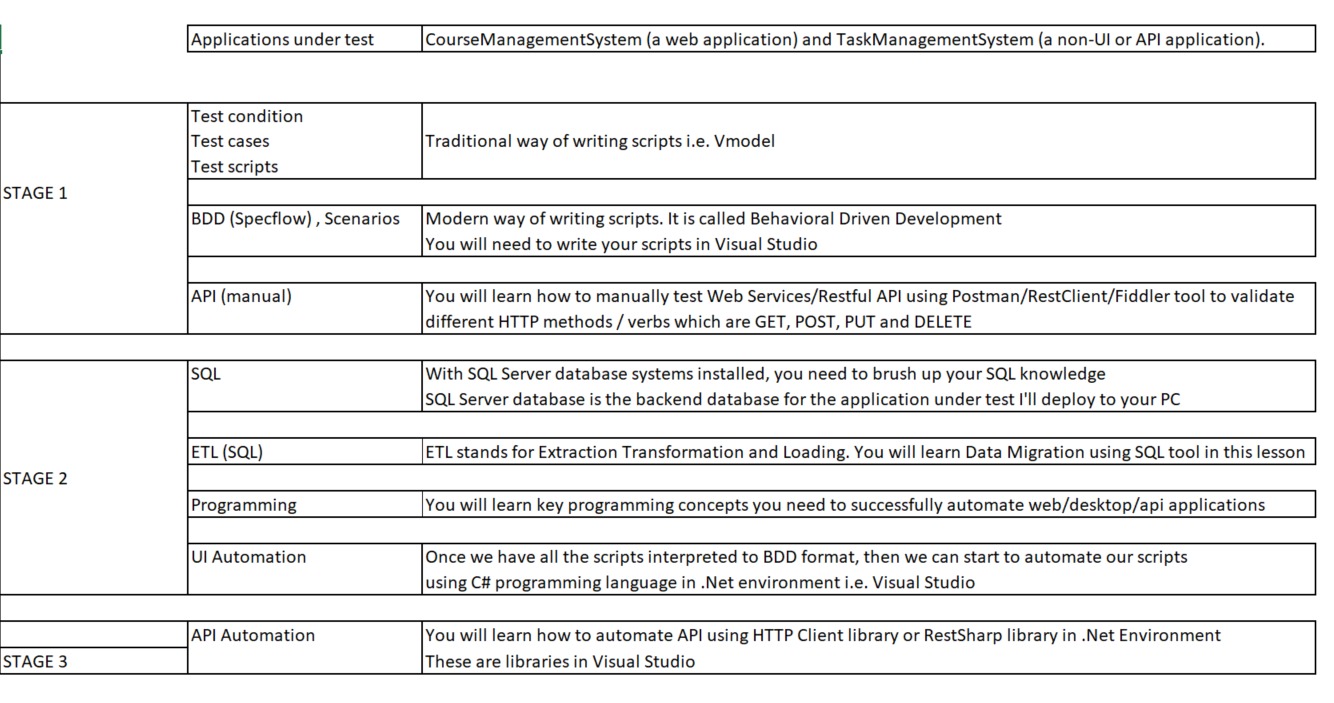 Applications under test
CourseManagementSystem (a web application) and TaskManagementSystem (a non-UI or API application).
STAGE 1
Test condition
Test cases
Test scripts
Traditional way of writing scripts i.e. Vmodel
BDD (Specflow) , Scenarios
Modern way of writing scripts. It is called Behavioral Driven Development
You will need to write your scripts in Visual Studio
API (manual)
You will learn how to manually test Web Services/Restful API using Postman/RestClient/Fiddler tool to validate
different HTTP methods / verbs which are GET, POST, PUT and DELETE
STAGE 2
SQL
With SQL Server database systems installed, you need to brush up your SQL knowledge
SQL Server database is the backend database for the application under test I'll deploy to your PC
ETL (SQL)
ETL stands for Extraction Transformation and Loading. You will learn Data Migration using SQL tool in this lesson
Programming
You will learn key programming concepts you need to successfully automate web/desktop/api applications
UI Automation
Once we have all the scripts interpreted to BDD format, then we can start to automate our scripts
using C# programming language in .Net environment i.e. Visual Studio
STAGE 3
API Automation
You will learn how to automate API using HTTP Client library or RestSharp library in .Net Environment
These are libraries in Visual Studio